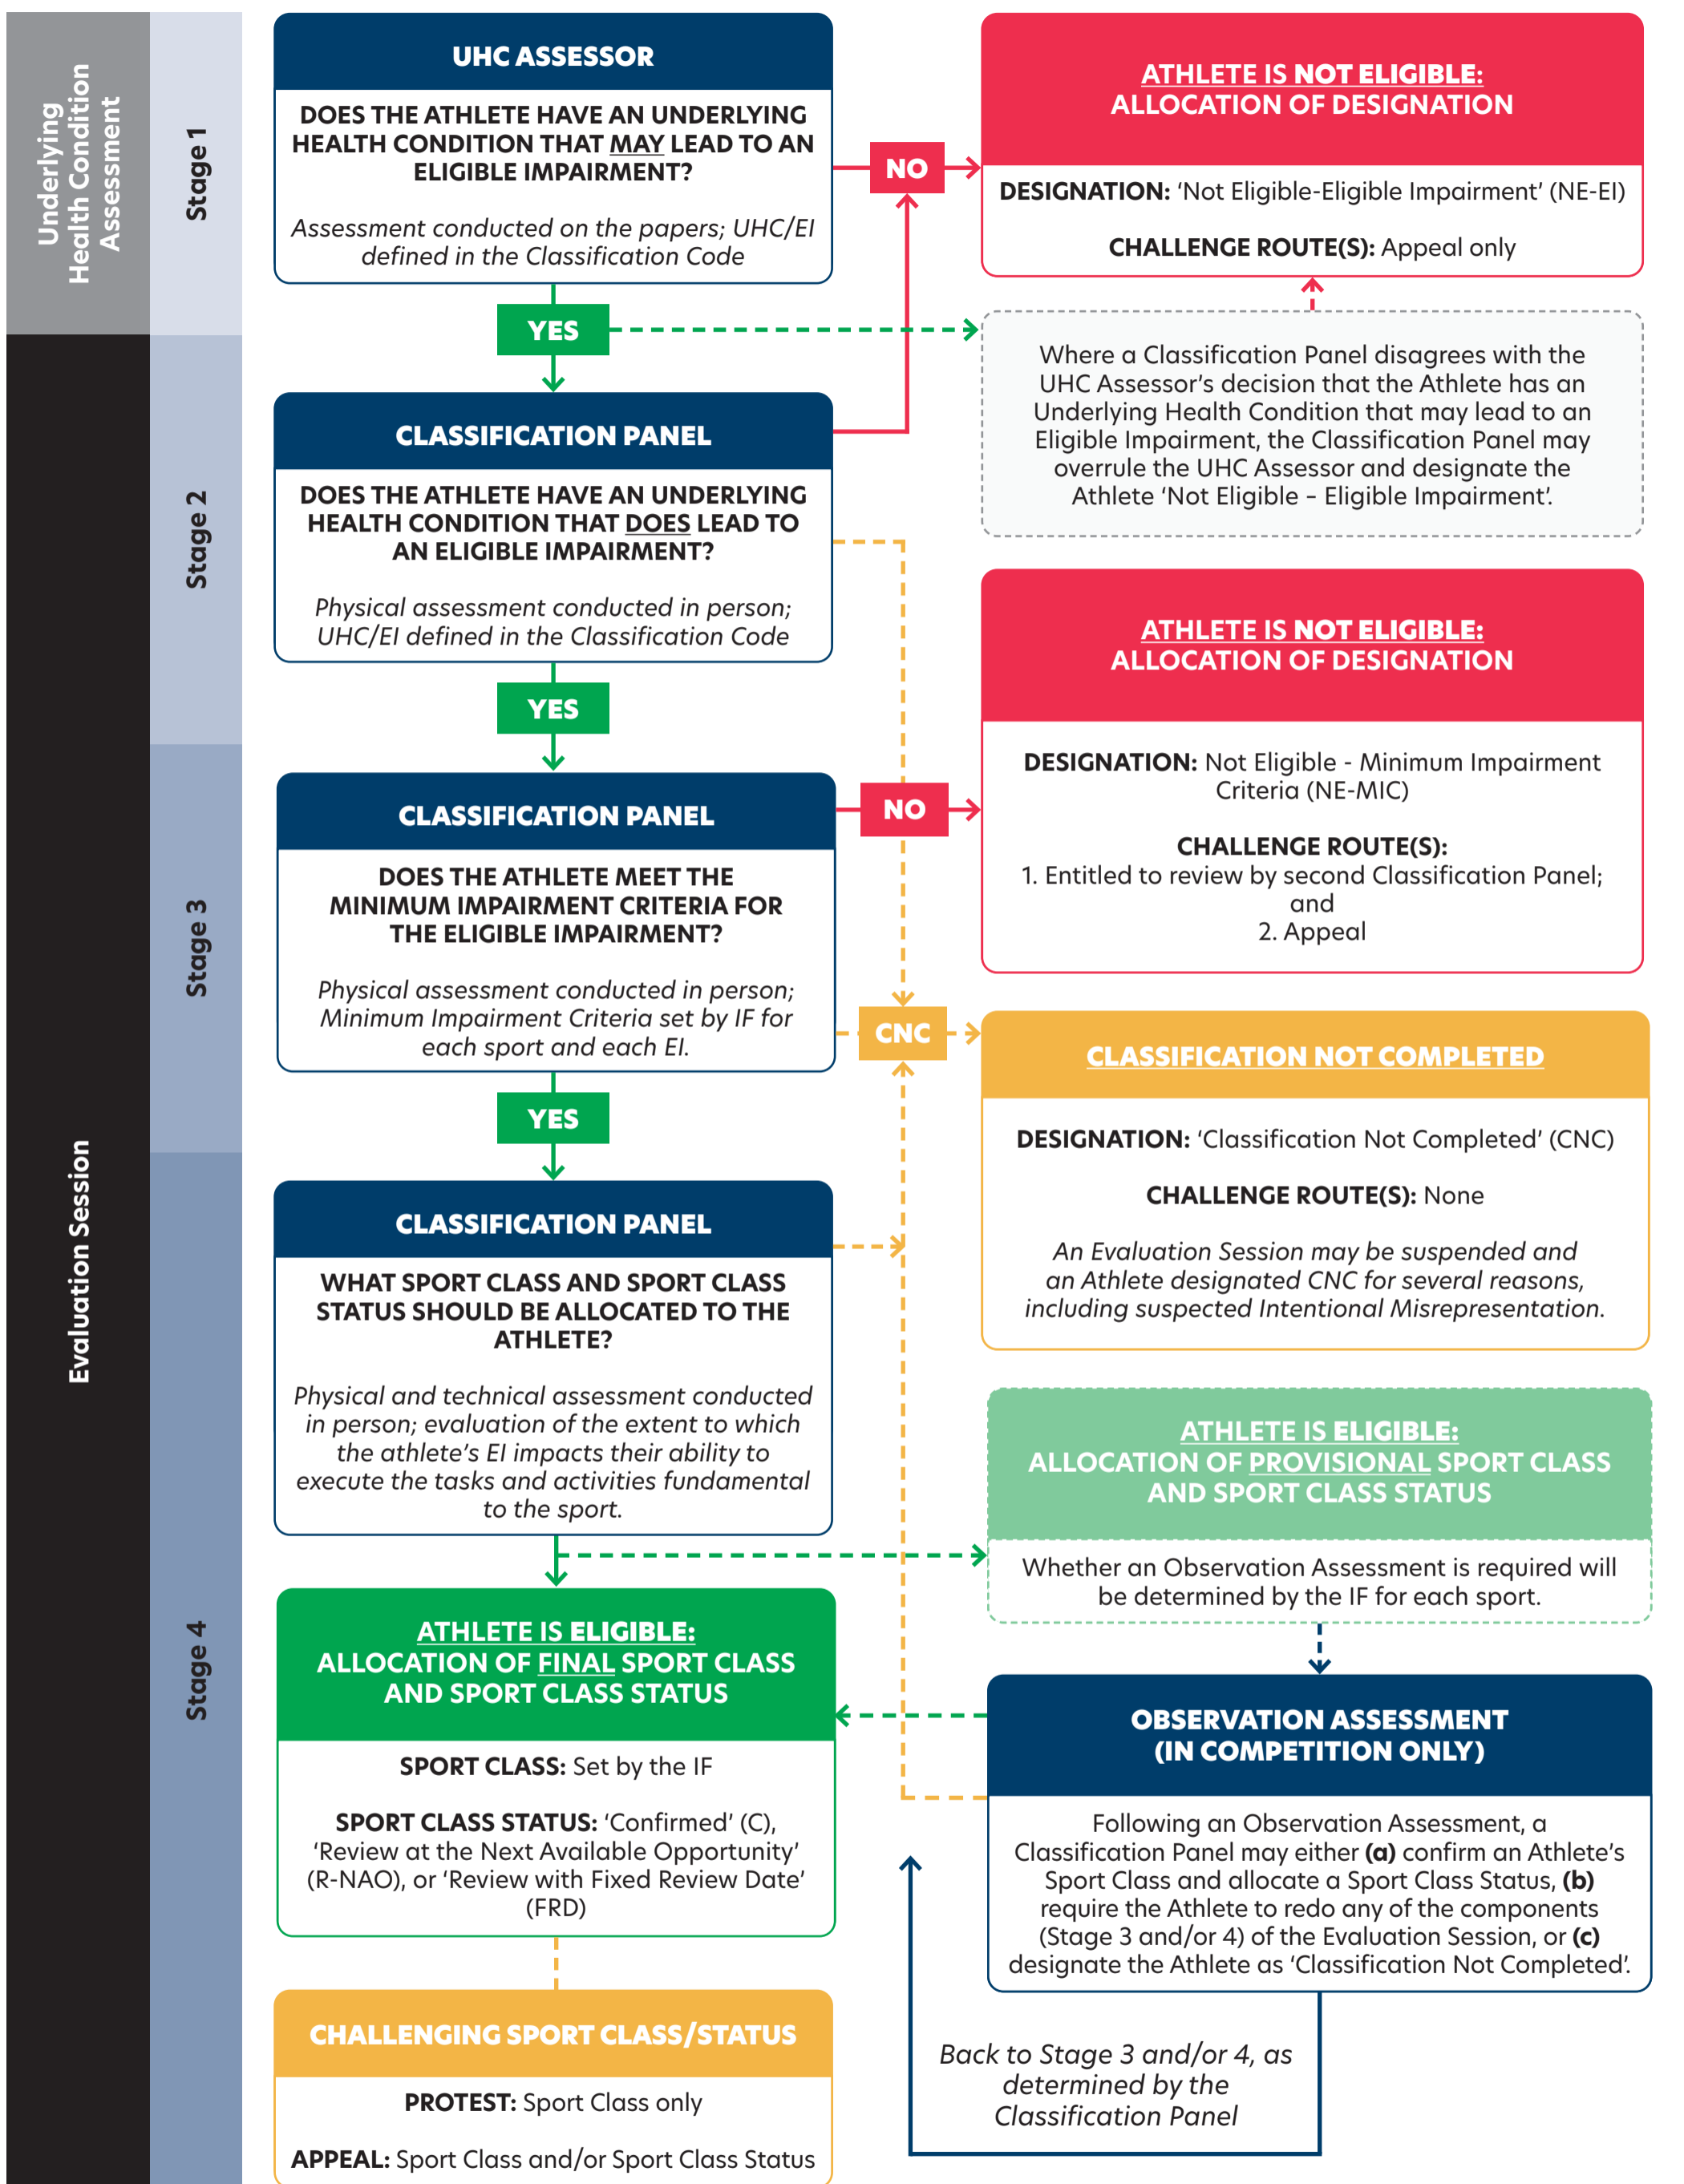 Underlying
Health Condition
Assessment
Stage 1
UHC ASSESSOR
DOES THE ATHLETE HAVE AN UNDERLYING
HEALTH CONDITION THAT MAY LEAD TO AN
ELIGIBLE IMPAIRMENT?
Assessment conducted on the papers; UHC/EI
defined in the Classification Code
NO
ATHLETE IS NOT ELIGIBLE:
ALLOCATION OF DESIGNATION
DESIGNATION: ‘Not Eligible-Eligible Impairment’ (NE-EI)
CHALLENGE ROUTE(S): Appeal only
YES
Where a Classification Panel disagrees with the
UHC Assessor’s decision that the Athlete has an
Underlying Health Condition that may lead to an
Eligible Impairment, the Classification Panel may
overrule the UHC Assessor and designate the
Athlete ‘Not Eligible – Eligible Impairment’.
Evaluation Session
Stage 2
CLASSIFICATION PANEL
DOES THE ATHLETE HAVE AN UNDERLYING
HEALTH CONDITION THAT DOES LEAD TO
AN ELIGIBLE IMPAIRMENT?
Physical assessment conducted in person;
UHC/EI defined in the Classification Code
YES
Stage 3
CLASSIFICATION PANEL
DOES THE ATHLETE MEET THE
MINIMUM IMPAIRMENT CRITERIA FOR
THE ELIGIBLE IMPAIRMENT?
Physical assessment conducted in person;
Minimum Impairment Criteria set by IF for
each sport and each EI.
NO
ATHLETE IS NOT ELIGIBLE:
ALLOCATION OF DESIGNATION
DESIGNATION: Not Eligible - Minimum Impairment
Criteria (NE-MIC)
CHALLENGE ROUTE(S):
1. Entitled to review by second Classification Panel;
and
2. Appeal
CNC
CLASSIFICATION NOT COMPLETED
DESIGNATION: ‘Classification Not Completed’ (CNC)
CHALLENGE ROUTE(S): None
An Evaluation Session may be suspended and
an Athlete designated CNC for several reasons,
including suspected Intentional Misrepresentation.
YES
Stage 4
CLASSIFICATION PANEL
WHAT SPORT CLASS AND SPORT CLASS
STATUS SHOULD BE ALLOCATED TO THE
ATHLETE?
Physical and technical assessment conducted
in person; evaluation of the extent to which
the athlete’s EI impacts their ability to
execute the tasks and activities fundamental
to the sport.
ATHLETE IS ELIGIBLE:
ALLOCATION OF PROVISIONAL SPORT CLASS
AND SPORT CLASS STATUS
Whether an Observation Assessment is required will
be determined by the IF for each sport.
ATHLETE IS ELIGIBLE:
ALLOCATION OF FINAL SPORT CLASS
AND SPORT CLASS STATUS
SPORT CLASS: Set by the IF
SPORT CLASS STATUS: ‘Confirmed’ (C),
‘Review at the Next Available Opportunity’
(R-NAO), or ‘Review with Fixed Review Date’
(FRD)
OBSERVATION ASSESSMENT
(IN COMPETITION ONLY)
Following an Observation Assessment, a
Classification Panel may either (a) confirm an Athlete’s
Sport Class and allocate a Sport Class Status, (b)
require the Athlete to redo any of the components
(Stage 3 and/or 4) of the Evaluation Session, or (c)
designate the Athlete as ‘Classification Not Completed’.
Back to Stage 3 and/or 4, as
determined by the
Classification Panel
CHALLENGING SPORT CLASS/STATUS
PROTEST: Sport Class only
APPEAL: Sport Class and/or Sport Class Status